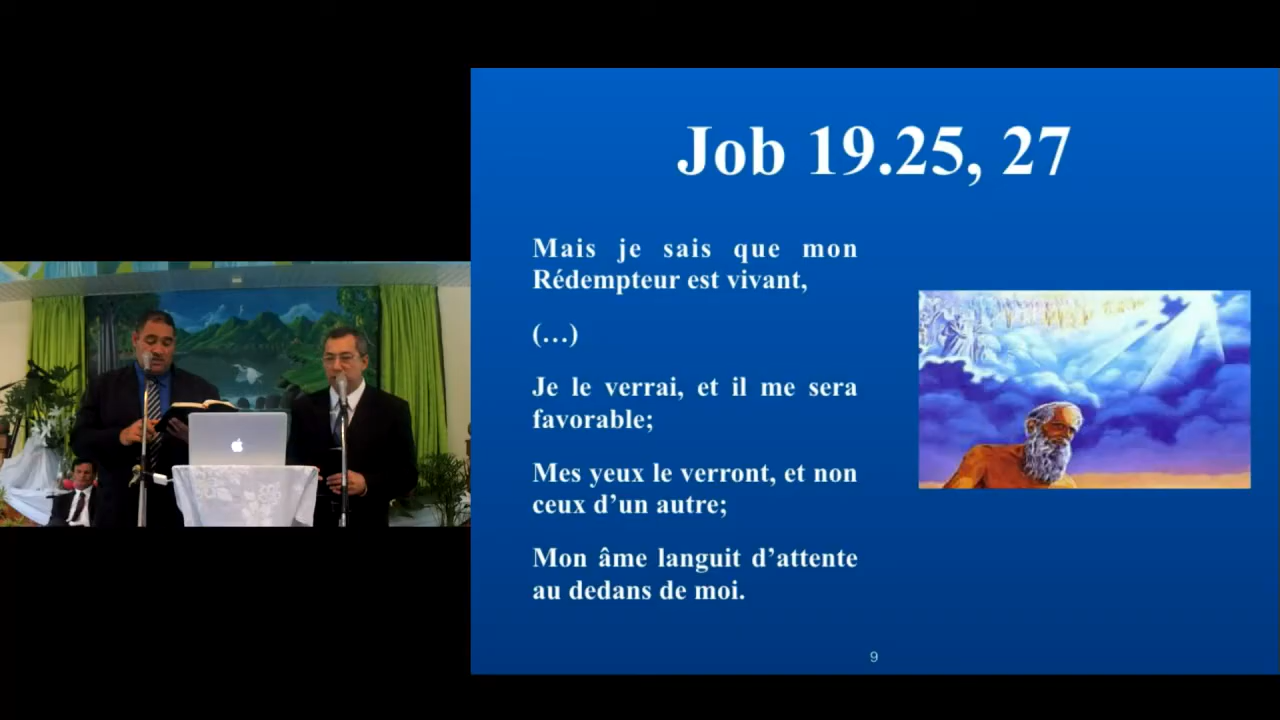 Job 19.25, 27
Mais je sais que mon
Rédempteur est vivant,
(…)
Je le verrai, et il me sera
favorable;
Mes yeux le verront, et non
ceux d’un autre;
Mon âme languit d’attente
au dedans de moi.
9